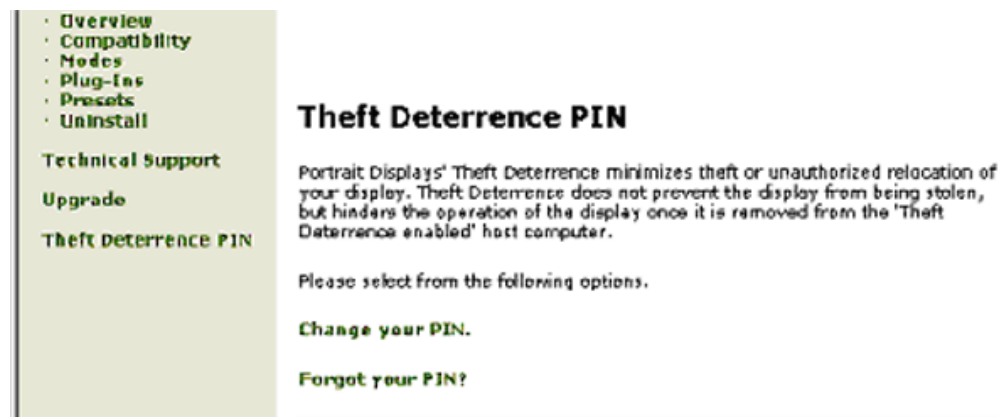 · Overview
· Compatibility
· Modes
· Plug-Ins
· Presets
· Uninstall
Technical Support
Upgrade
Theft Deterrence PIN
Theft Deterrence PIN
Portrait Displays' Theft Deterrence minimizes theft or unauthorized relocation of
your display. Theft Deterrence does not prevent the display from being stolen,
but hinders the operation of the display once it is removed from the 'Theft
Deterrence enabled' host computer.
Please select from the following options.
Change your PIN.
Forgot your PIN?